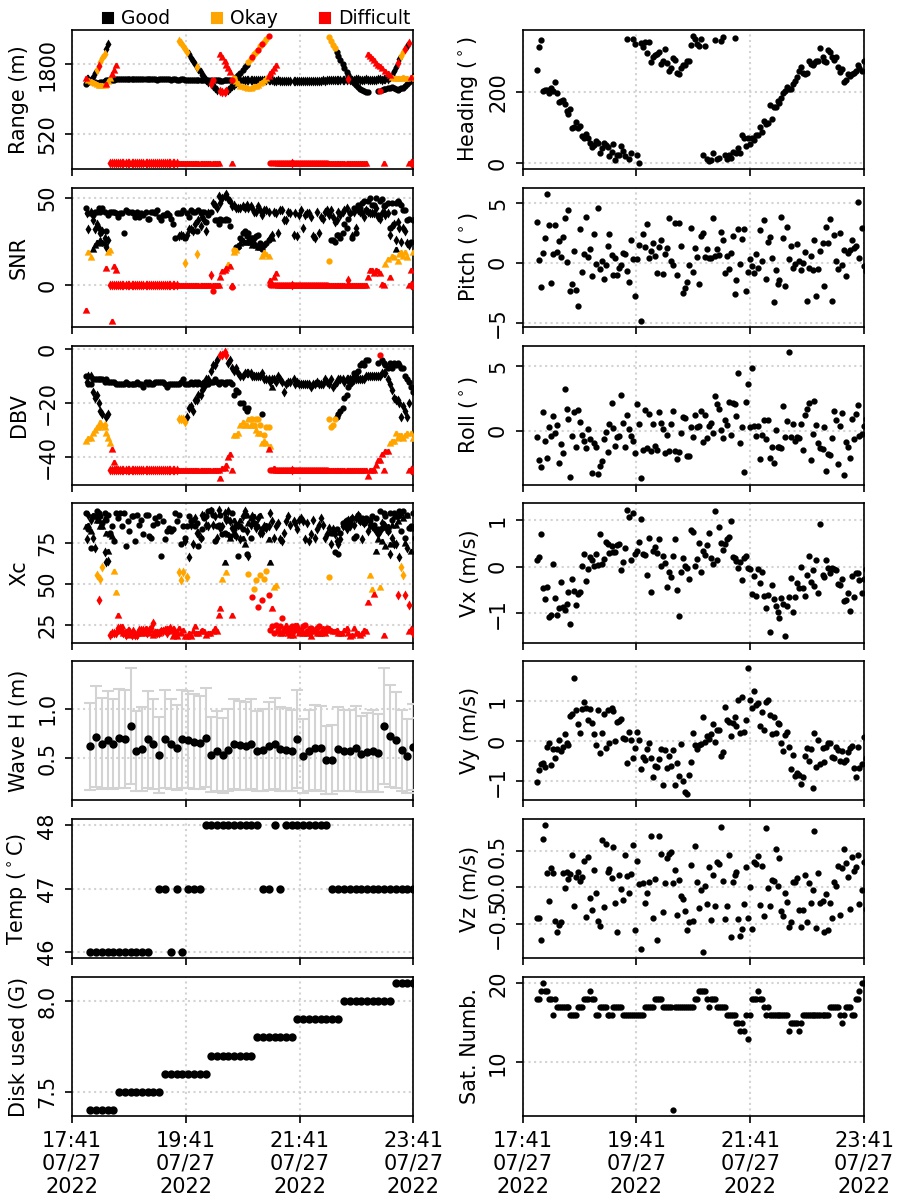 Good Okay Difficult
Range (m)
1800
520
Heading (°)
200
0
SNR
50
0
Pitch (°)
5
0
−5
DBV
0
−20
−40
Roll (°)
5
0
Xc
75
50
25
Vx (m/s)
1
0
−1
Wave H (m)
1.0
0.5
Vy (m/s)
1
0
−1
Temp (°C)
48
47
46
Vz (m/s)
0.5
0.0
−0.5
Disk used (G)
8.0
7.5
Sat. Numb.
20
10
17:41 19:41 21:41 23:41
07/27 07/27 07/27 07/27
2022 2022 2022 2022
17:41 19:41 21:41 23:41
07/27 07/27 07/27 07/27
2022 2022 2022 2022